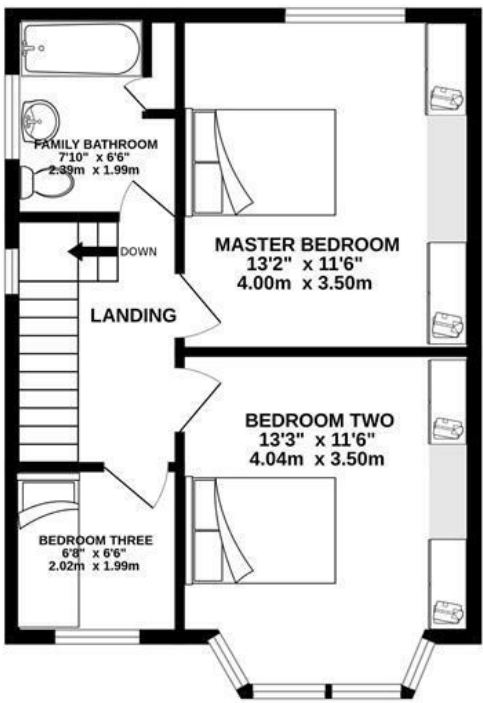 FAMILY BATHROOM
7'10" x 6'6"
2.39m x 1.99m
DOWN
MASTER BEDROOM
13'2" x 11'6"
4.00m x 3.50m
LANDING
BEDROOM TWO
13'3" x 11'6"
4.04m x 3.50m
BEDROOM THREE
6'8" x 6'6"
2.02m x 1.99m